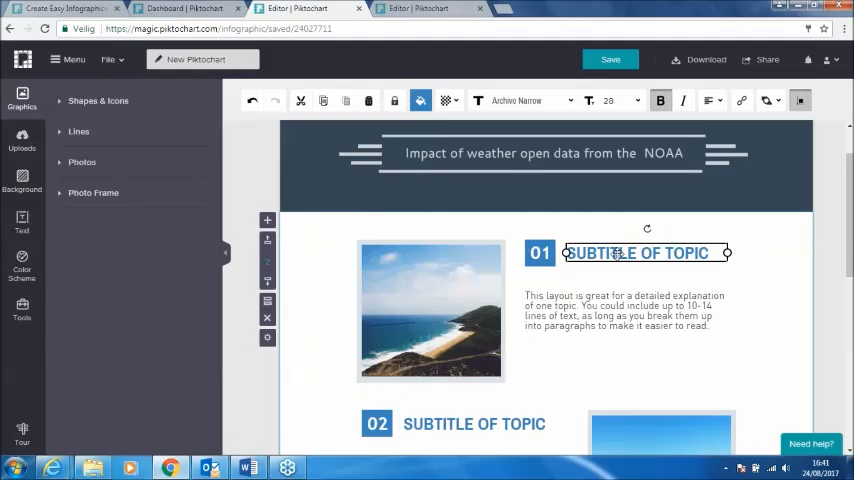 Create Easy Infographic
Dashboard | Piktochart
Editor | Piktochart
Editor | Piktochart
Veilig
https://magic.piktochart.com/infographic/saved/24027711
Menu
File
New Piktochart
Save
Download
Share
Graphics
Uploads
Background
Text
Color
Scheme
Tools
Tour
Shapes & Icons
Lines
Photos
Photo Frame
Archivo Narrow
28
B
I
Impact of weather open data from the NOAA
2
01
SUBTITLE OF TOPIC
This layout is great for a detailed explanation
of one topic. You could include up to 10-14
lines of text, as long as you break them up
into paragraphs to make it easier to read.
02
SUBTITLE OF TOPIC
Need help?
16:41
24/08/2017